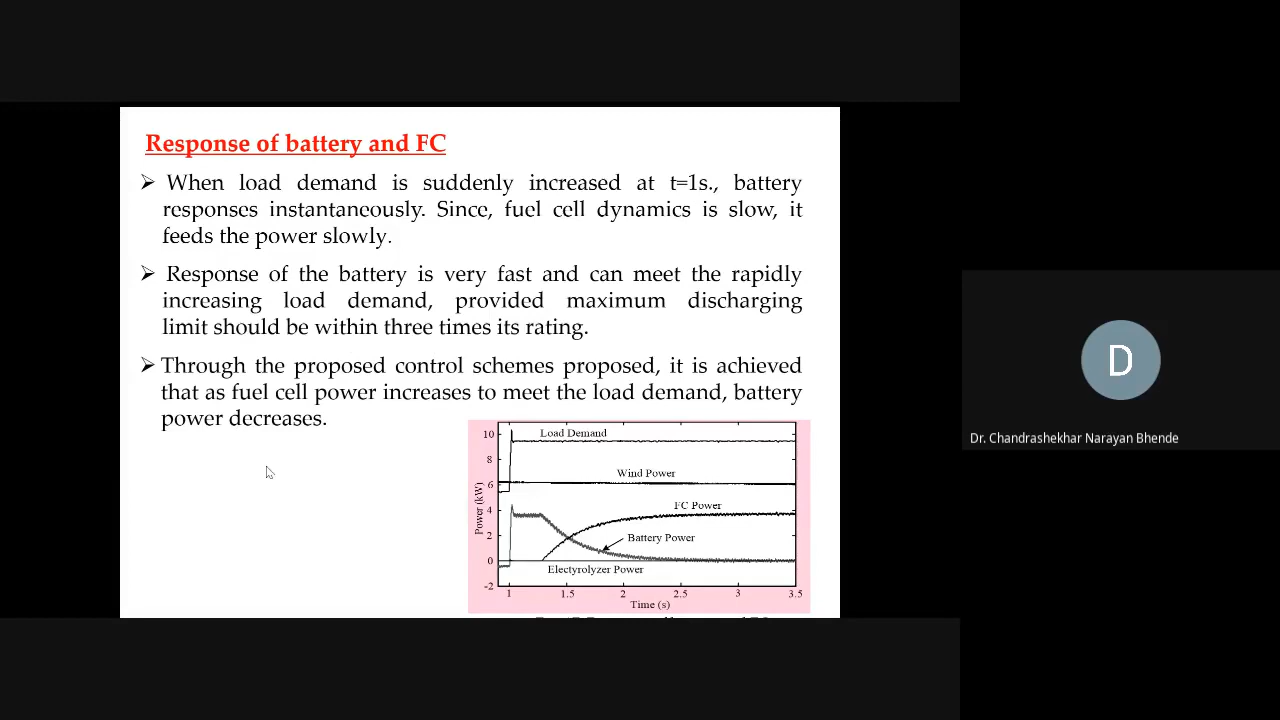 Response of battery and FC
➢ When load demand is suddenly increased at t=1s., battery
responses instantaneously. Since, fuel cell dynamics is slow, it
feeds the power slowly.
➢ Response of the battery is very fast and can meet the rapidly
increasing load demand, provided maximum discharging
limit should be within three times its rating.
➢ Through the proposed control schemes proposed, it is achieved
that as fuel cell power increases to meet the load demand, battery
power decreases.
10
8
6
4
2
0
-2
Power (kW)
Load Demand
Wind Power
FC Power
Battery Power
Electyrolyzer Power
1 1.5 2 2.5 3 3.5
Time (s)
D
Dr. Chandrashekhar Narayan Bhende